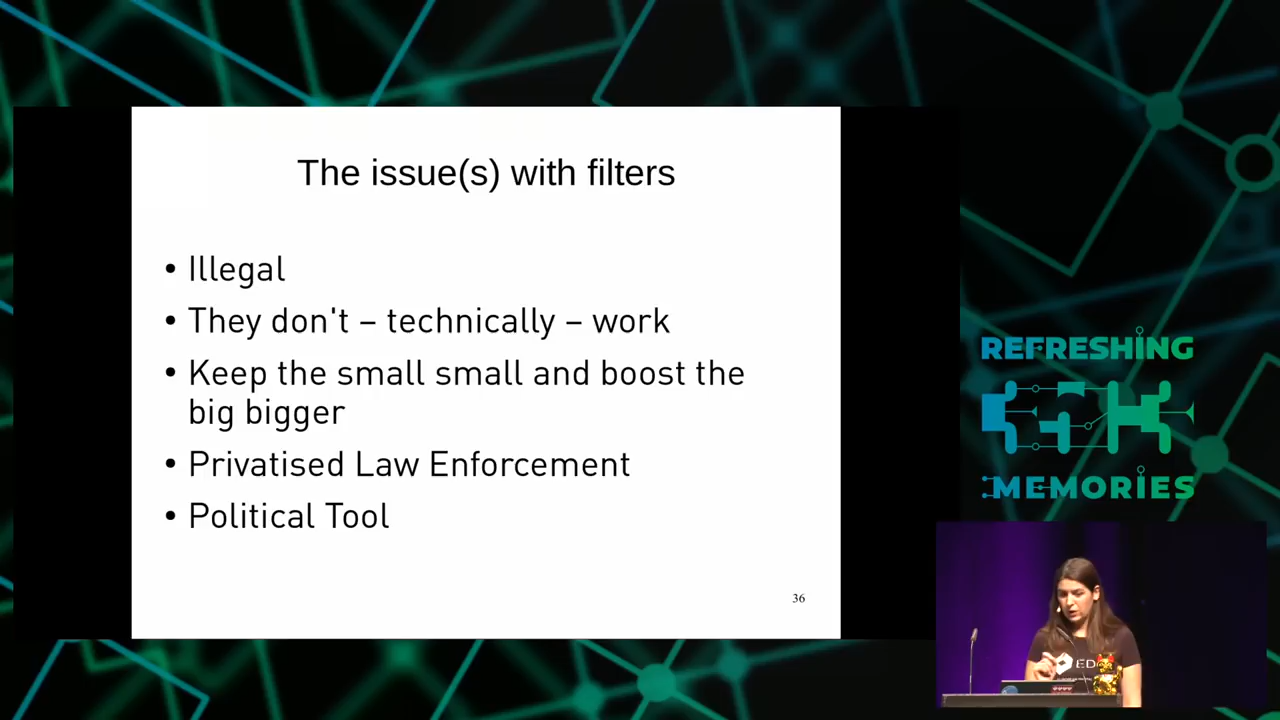 The issue(s) with filters
• Illegal
• They don't – technically – work
• Keep the small small and boost the
big bigger
• Privatised Law Enforcement
• Political Tool
36
REFRESHING
35C3
MEMORIES